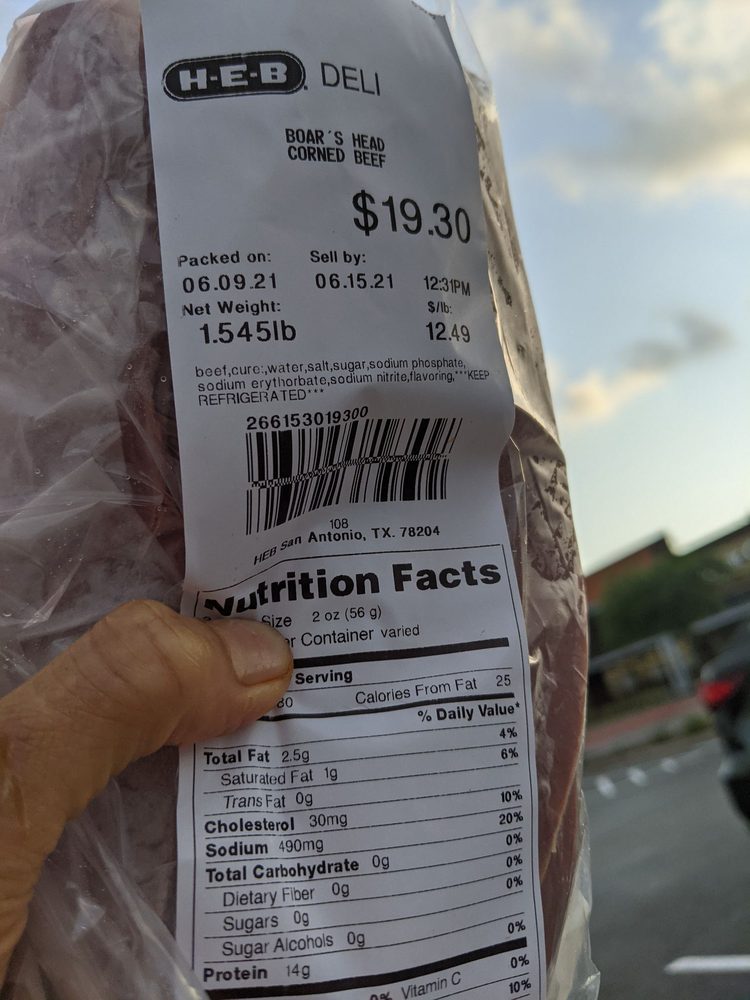 H-E-B DELI
BOAR´S HEAD
CORNED BEEF
$19.30
Packed on: Sell by:
06.09.21 06.15.21 12:31PM
Net Weight: $/lb:
1.545lb 12.49
beef,cure:,water,salt,sugar,sodium phosphate,
sodium erythorbate,sodium nitrite,flavoring,***KEEP
REFRIGERATED***
266153019300
108
HEB San Antonio, TX. 78204
Nutrition Facts
Size 2 oz (56 g)
er Container varied
Serving
80 Calories From Fat 25
% Daily Value*
Total Fat 2.5g 4%
Saturated Fat 1g 6%
Trans Fat 0g
Cholesterol 30mg 10%
Sodium 490mg 20%
Total Carbohydrate 0g 0%
Dietary Fiber 0g 0%
Sugars 0g 0%
Sugar Alcohols 0g
Protein 14g 0%
0% Vitamin C 0%
10%